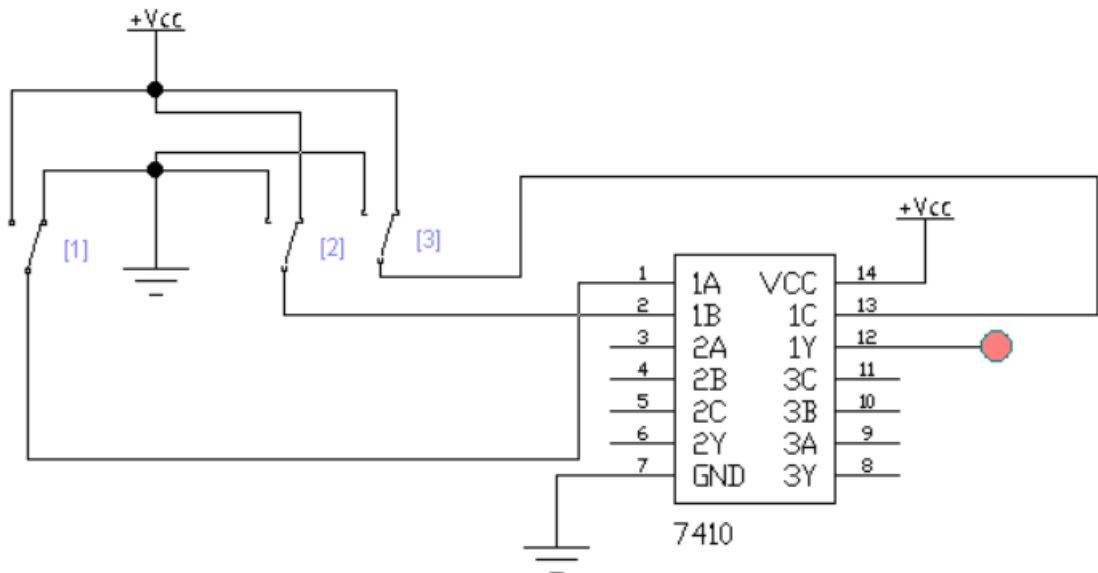 +Vcc
[1]
[2]
[3]
+Vcc
1 1A VCC 14
2 1B 1C 13
3 2A 1Y 12
4 2B 3C 11
5 2C 3B 10
6 2Y 3A 9
7 GND 3Y 8
7410